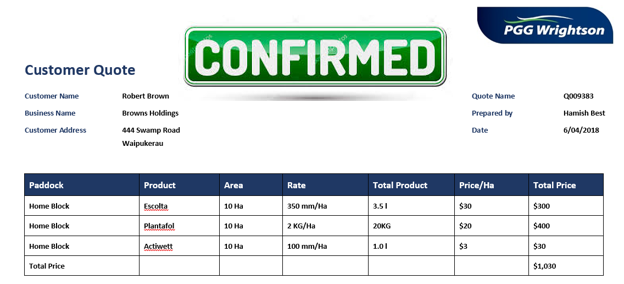 PGG Wrightson
CONFIRMED
Customer Quote
Customer Name Robert Brown Quote Name Q009383
Business Name Browns Holdings Prepared by Hamish Best
Customer Address 444 Swamp Road Date 6/04/2018
Waipukerau
Paddock Product Area Rate Total Product Price/Ha Total Price
Home Block Escolta 10 Ha 350 mm/Ha 3.5 l $30 $300
Home Block Plantafol 10 Ha 2 KG/Ha 20KG $20 $400
Home Block Actiwett 10 Ha 100 mm/Ha 1.0 l $3 $30
Total Price $1,030